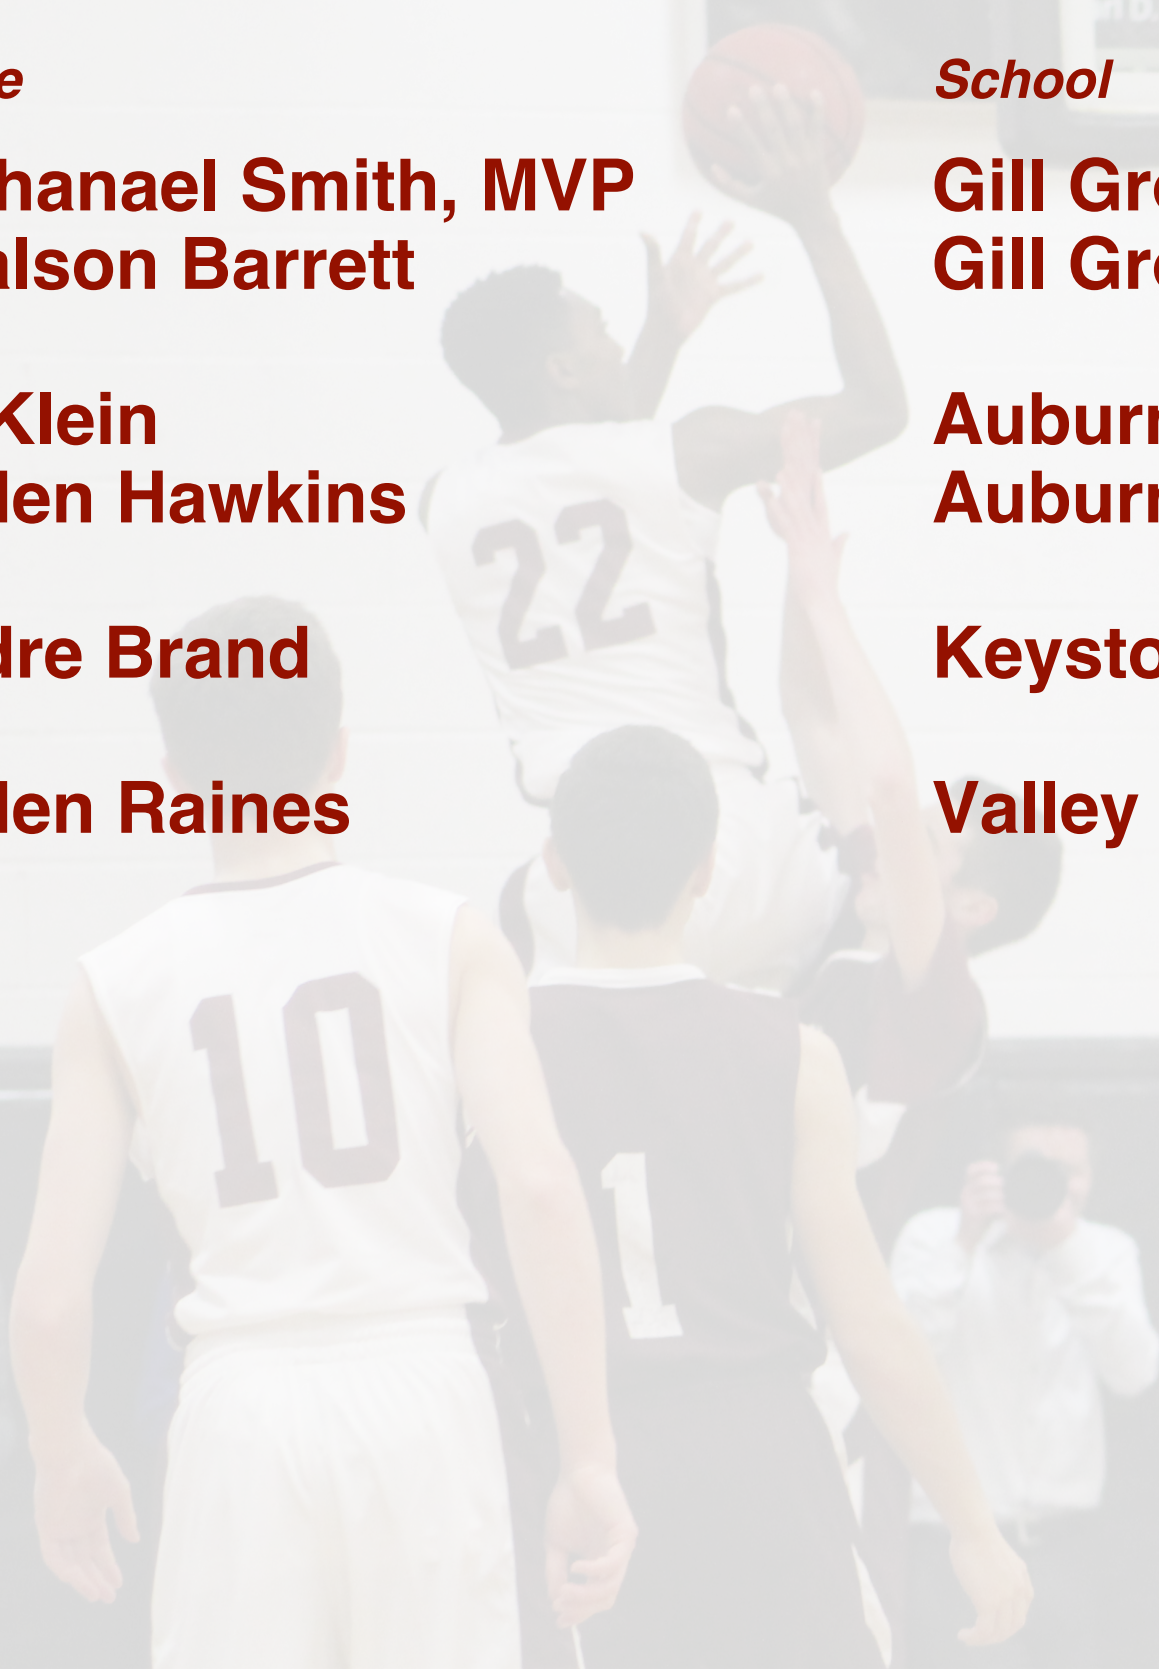 e School
hanael Smith, MVP Gill Gr
alson Barrett Gill Gr
Klein Auburn
len Hawkins Auburn
dre Brand Keysto
len Raines Valley
22
10
1